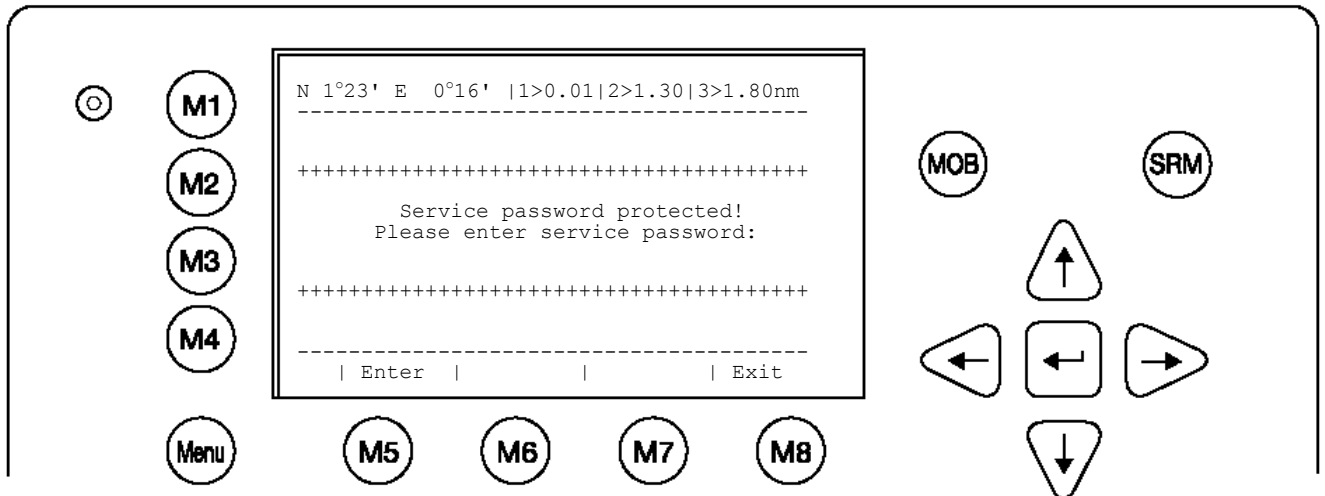 N 1°23' E 0°16' |1>0.01|2>1.30|3>1.80nm
----------------------------------------
++++++++++++++++++++++++++++++++++++++++
Service password protected!
Please enter service password:
++++++++++++++++++++++++++++++++++++++++
----------------------------------------
| Enter | | | Exit
M1
M2
M3
M4
Menu
M5
M6
M7
M8
MOB
SRM